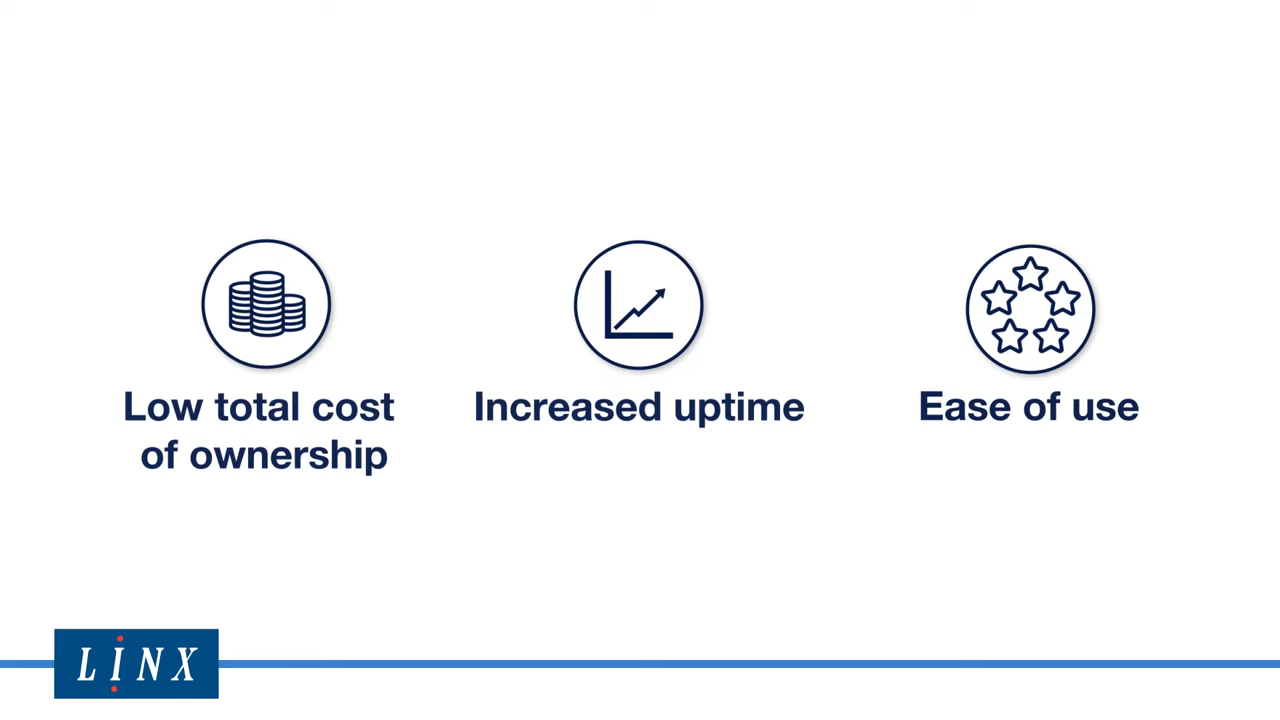 Low total cost
of ownership
Increased uptime
Ease of use
LiNX